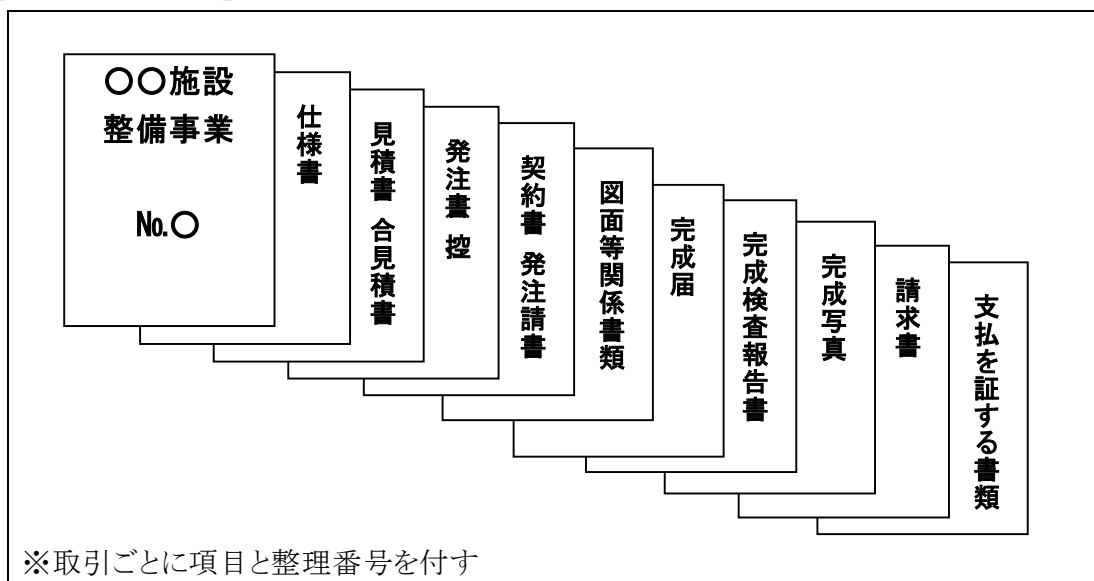 〇〇施設
整備事業
№〇
仕様書
見積書 合見積書
発注書 控
契約書 発注請書
図面等関係書類
完成届
完成検査報告書
完成写真
請求書
支払を証する書類
※取引ごとに項目と整理番号を付す